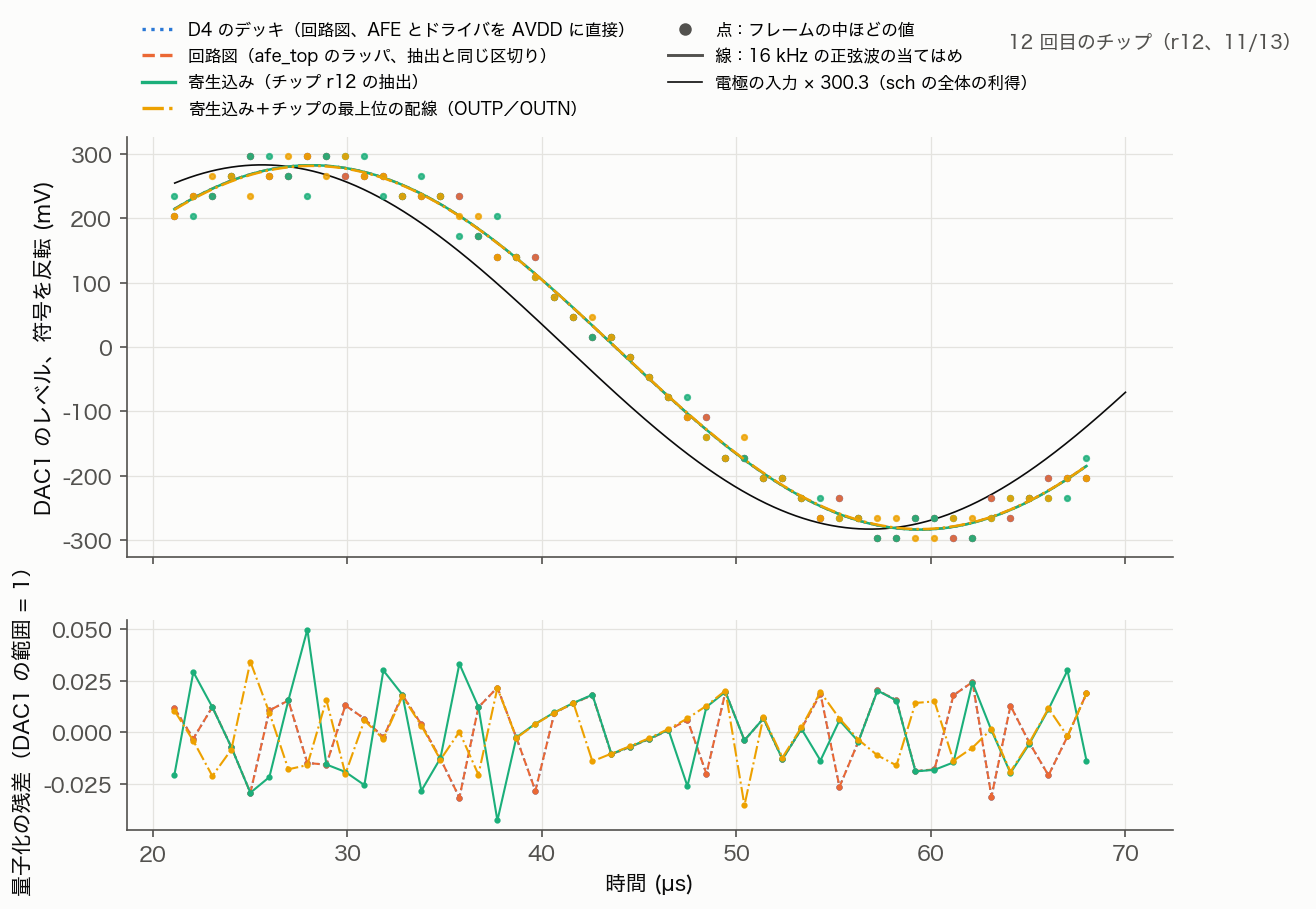 D4 のデッキ（回路図、AFE とドライバを AVDD に直接）
回路図（afe_top のラッパ、抽出と同じ区切り）
寄生込み（チップ r12 の抽出）
寄生込み＋チップの最上位の配線（OUTP／OUTN）
点：フレームの中ほどの値
線：16 kHz の正弦波の当てはめ
電極の入力 × 300.3（sch の全体の利得）
12 回目のチップ（r12、11/13）
DAC1 のレベル、符号を反転 (mV)
300
200
100
0
-100
-200
-300
量子化の残差（DAC1 の範囲 = 1）
0.050
0.025
0.000
-0.025
20
30
40
50
60
70
時間 (µs)